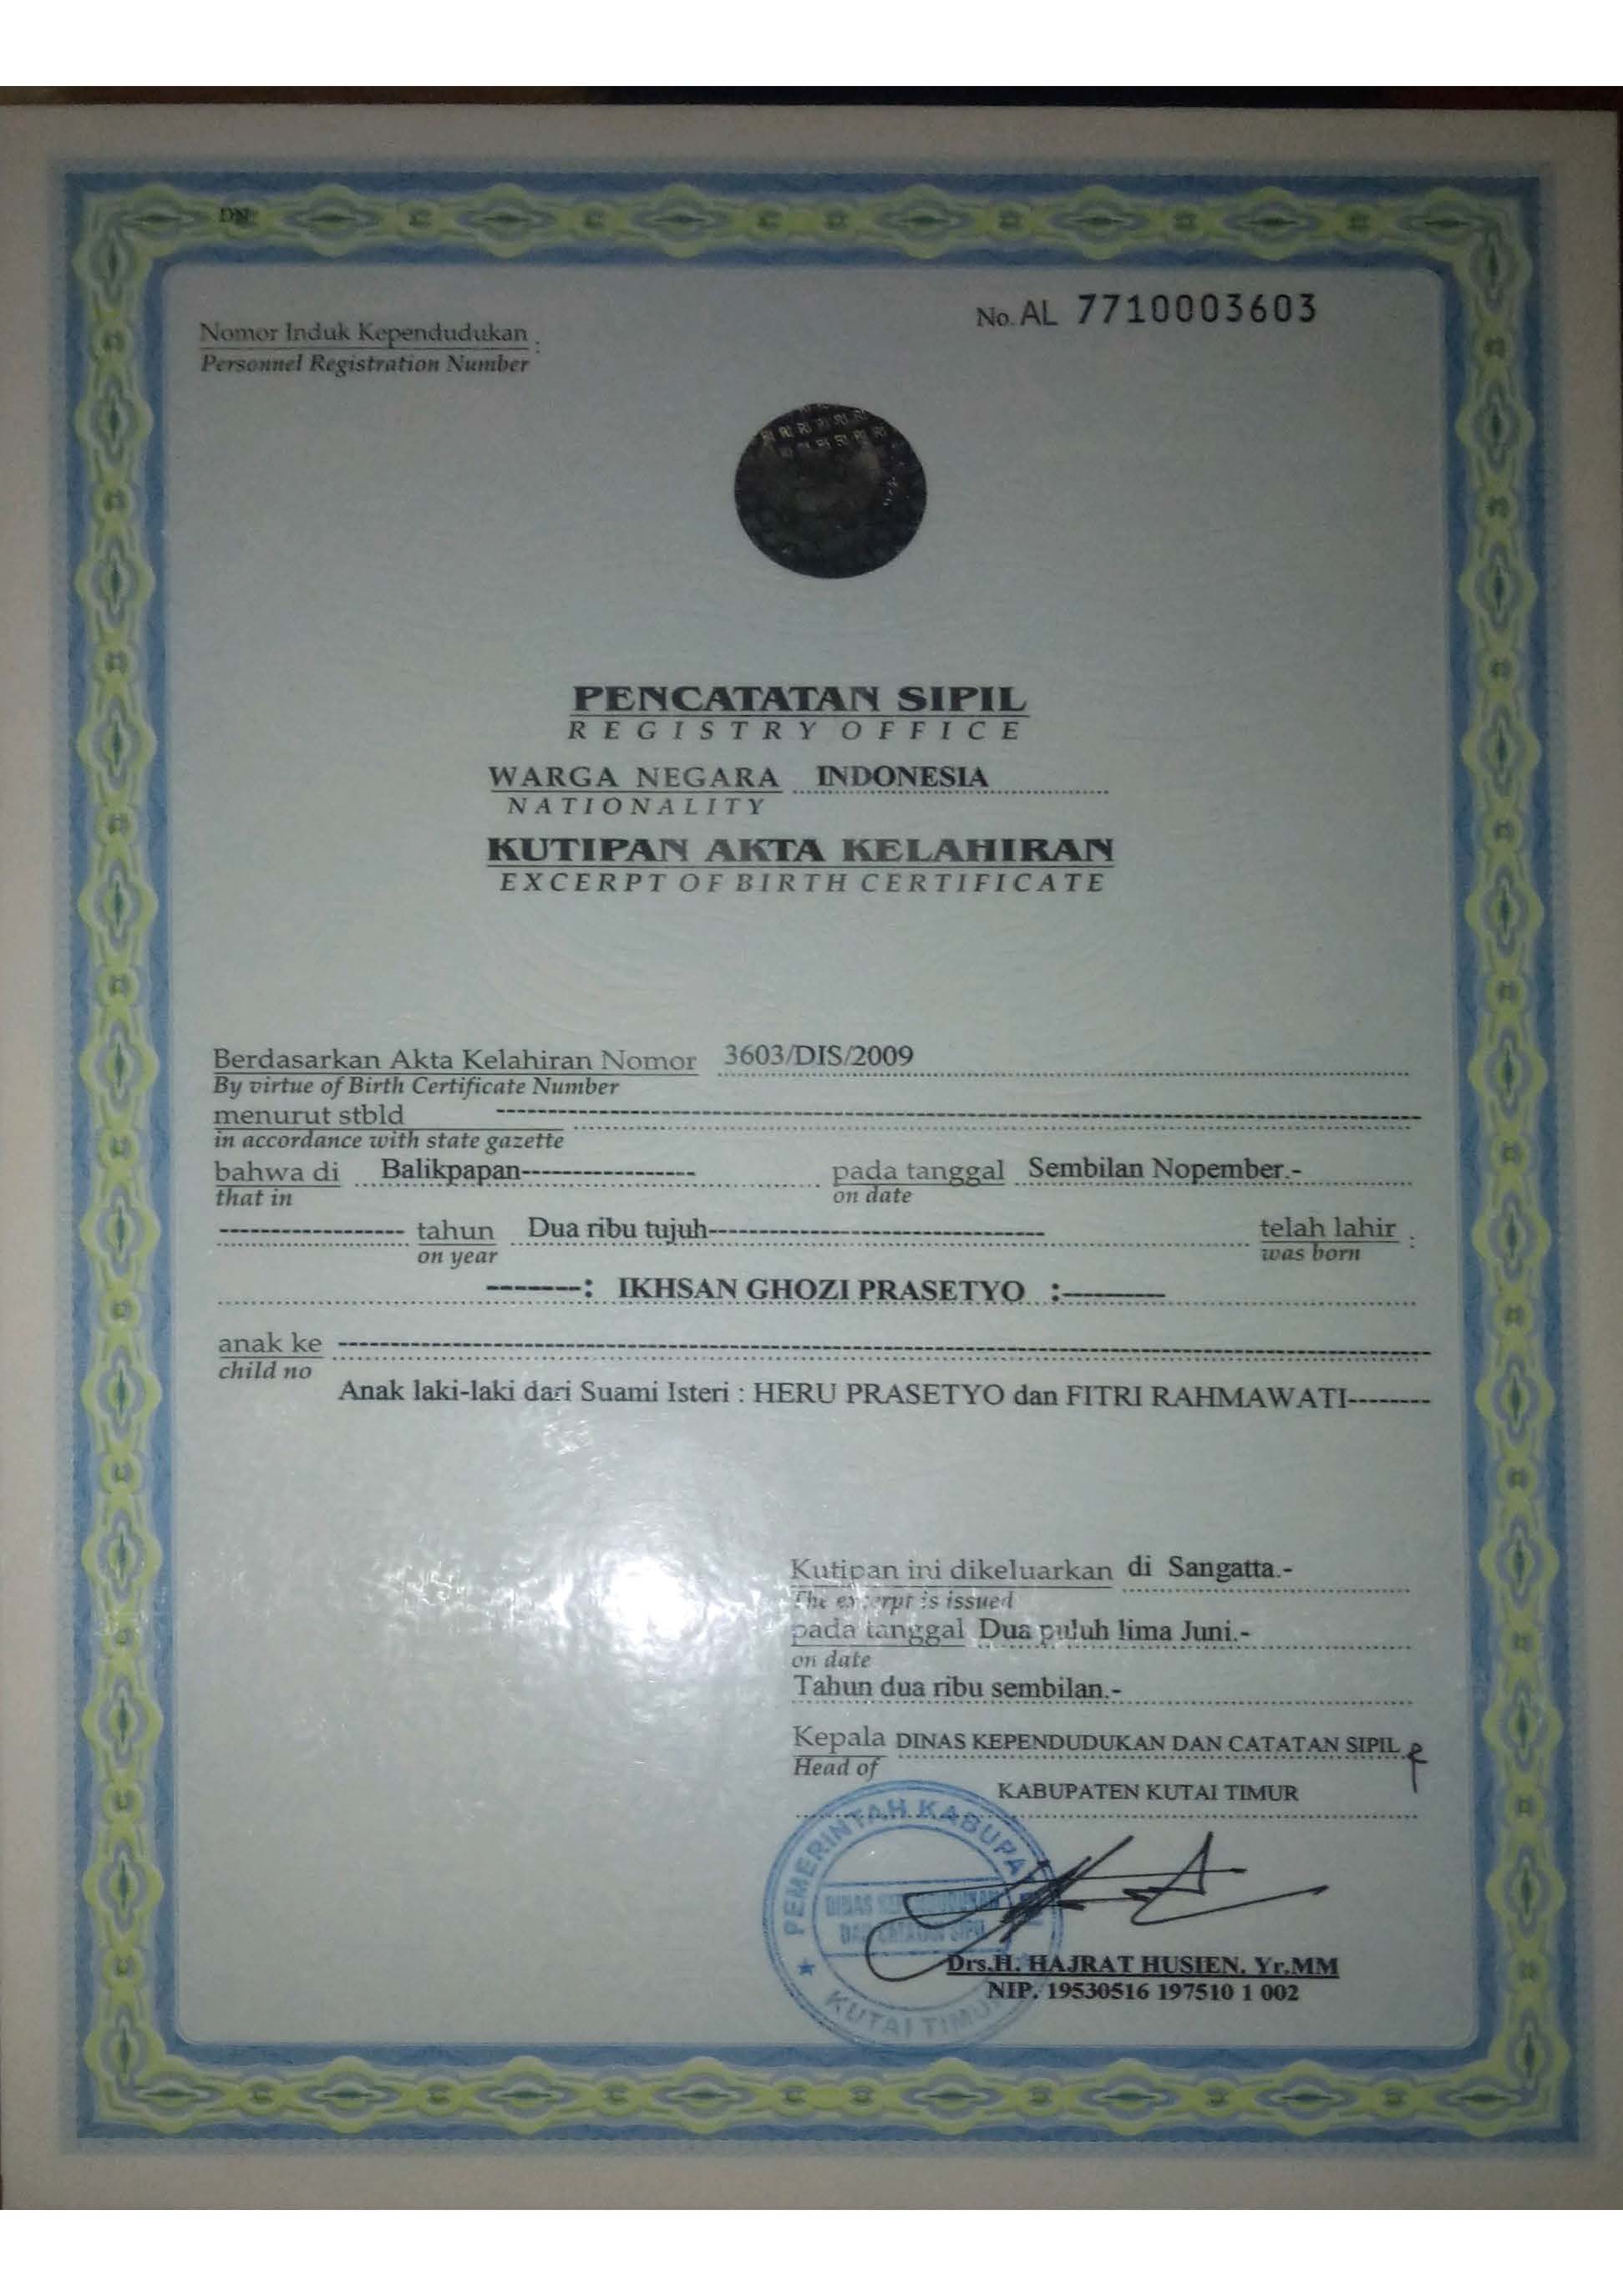 DN
No. AL 7710003603
Nomor Induk Kependudukan :
Personnel Registration Number
PENCATATAN SIPIL
REGISTRY OFFICE
WARGA NEGARA INDONESIA
NATIONALITY
KUTIPAN AKTA KELAHIRAN
EXCERPT OF BIRTH CERTIFICATE
Berdasarkan Akta Kelahiran Nomor 3603/DIS/2009
By virtue of Birth Certificate Number
menurut stbld
in accordance with state gazette
bahwa di Balikpapan pada tanggal Sembilan Nopember.-
that in on date
tahun Dua ribu tujuh telah lahir :
on year was born
: IKHSAN GHOZI PRASETYO :
anak ke
child no
Anak laki-laki dari Suami Isteri : HERU PRASETYO dan FITRI RAHMAWATI
Kutipan ini dikeluarkan di Sangatta.-
The excerpt is issued
pada tanggal Dua puluh lima Juni.-
on date
Tahun dua ribu sembilan.-
Kepala DINAS KEPENDUDUKAN DAN CATATAN SIPIL
Head of
KABUPATEN KUTAI TIMUR
PEMERINTAH KABUPA
DINAS KEPENDUDUKAN
DAN CATATAN SIPIL
KUTAI TIMUR
Drs.H. HAJRAT HUSIEN. Yr.MM
NIP. 19530516 197510 1 002